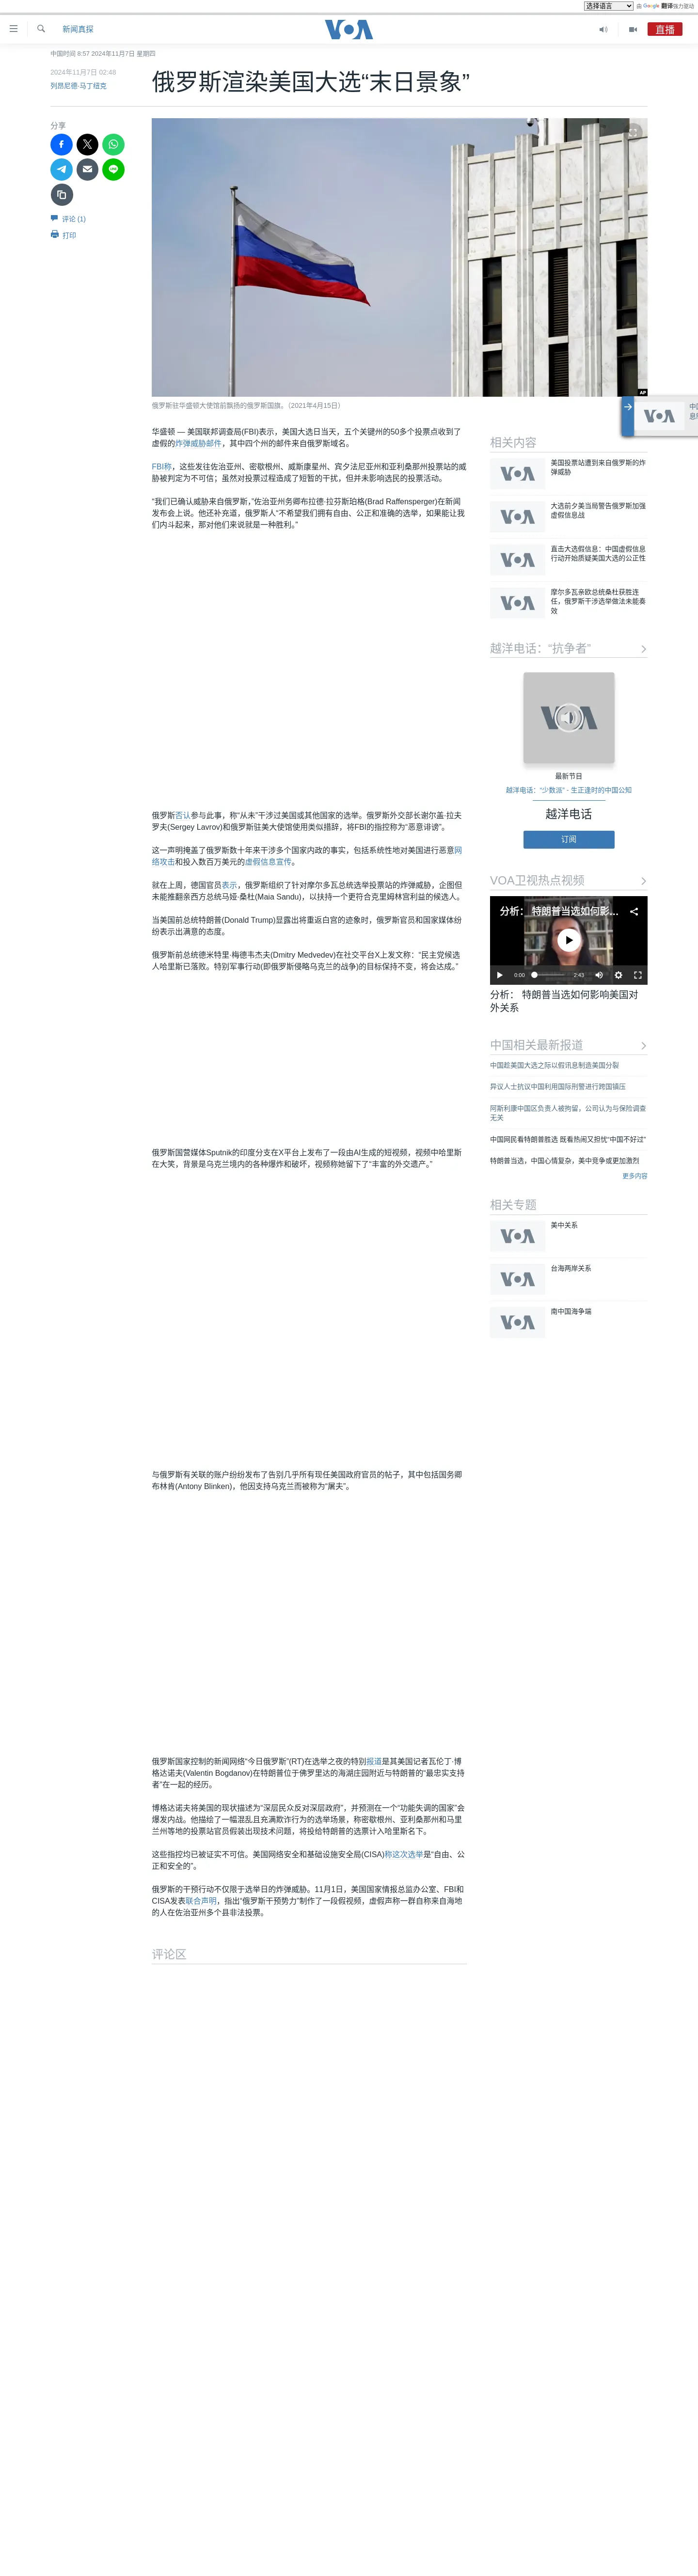 选择语言 由 Google 翻译强力驱动
新闻真探
VOA
直播
中国时间 8:57 2024年11月7日 星期四
2024年11月7日 02:48
列昂尼德·马丁纽克
俄罗斯渲染美国大选“末日景象”
分享
评论 (1)
打印
AP
俄罗斯驻华盛顿大使馆前飘扬的俄罗斯国旗。（2021年4月15日）
华盛顿 — 美国联邦调查局(FBI)表示，美国大选日当天，五个关键州的50多个投票点收到了
虚假的炸弹威胁邮件，其中四个州的邮件来自俄罗斯域名。
FBI称，这些发往佐治亚州、密歇根州、威斯康星州、宾夕法尼亚州和亚利桑那州投票站的威
胁被判定为不可信；虽然对投票过程造成了短暂的干扰，但并未影响选民的投票活动。
“我们已确认威胁来自俄罗斯，”佐治亚州务卿布拉德·拉芬斯珀格(Brad Raffensperger)在新闻
发布会上说。他还补充道，俄罗斯人“不希望我们拥有自由、公正和准确的选举，如果能让我
们内斗起来，那对他们来说就是一种胜利。”
俄罗斯否认参与此事，称“从未”干涉过美国或其他国家的选举。俄罗斯外交部长谢尔盖·拉夫
罗夫(Sergey Lavrov)和俄罗斯驻美大使馆使用类似措辞，将FBI的指控称为“恶意诽谤”。
这一声明掩盖了俄罗斯数十年来干涉多个国家内政的事实，包括系统性地对美国进行恶意网
络攻击和投入数百万美元的虚假信息宣传。
就在上周，德国官员表示，俄罗斯组织了针对摩尔多瓦总统选举投票站的炸弹威胁，企图但
未能推翻亲西方总统马娅·桑杜(Maia Sandu)，以扶持一个更符合克里姆林宫利益的候选人。
当美国前总统特朗普(Donald Trump)显露出将重返白宫的迹象时，俄罗斯官员和国家媒体纷
纷表示出满意的态度。
俄罗斯前总统德米特里·梅德韦杰夫(Dmitry Medvedev)在社交平台X上发文称：“民主党候选
人哈里斯已落败。特别军事行动(即俄罗斯侵略乌克兰的战争)的目标保持不变，将会达成。”
俄罗斯国营媒体Sputnik的印度分支在X平台上发布了一段由AI生成的短视频，视频中哈里斯
在大笑，背景是乌克兰境内的各种爆炸和破坏，视频称她留下了“丰富的外交遗产。”
与俄罗斯有关联的账户纷纷发布了告别几乎所有现任美国政府官员的帖子，其中包括国务卿
布林肯(Antony Blinken)，他因支持乌克兰而被称为“屠夫”。
俄罗斯国家控制的新闻网络“今日俄罗斯”(RT)在选举之夜的特别报道是其美国记者瓦伦丁·博
格达诺夫(Valentin Bogdanov)在特朗普位于佛罗里达的海湖庄园附近与特朗普的“最忠实支持
者”在一起的经历。
博格达诺夫将美国的现状描述为“深层民众反对深层政府”，并预测在一个“功能失调的国家”会
爆发内战。他描绘了一幅混乱且充满欺诈行为的选举场景，称密歇根州、亚利桑那州和马里
兰州等地的投票站官员假装出现技术问题，将投给特朗普的选票计入哈里斯名下。
这些指控均已被证实不可信。美国网络安全和基础设施安全局(CISA)称这次选举是“自由、公
正和安全的”。
俄罗斯的干预行动不仅限于选举日的炸弹威胁。11月1日，美国国家情报总监办公室、FBI和
CISA发表联合声明，指出“俄罗斯干预势力”制作了一段假视频，虚假声称一群自称来自海地
的人在佐治亚州多个县非法投票。
评论区
相关内容
VOA
美国投票站遭到来自俄罗斯的炸
弹威胁
VOA
大选前夕美当局警告俄罗斯加强
虚假信息战
VOA
直击大选假信息：中国虚假信息
行动开始质疑美国大选的公正性
VOA
摩尔多瓦亲欧总统桑杜获胜连
任，俄罗斯干涉选举做法未能奏
效
越洋电话：“抗争者”
VOA
最新节目
越洋电话：“少数派” - 生正逢时的中国公知
越洋电话
订阅
VOA卫视热点视频
分析： 特朗普当选如何影...
0:00 2:43
分析： 特朗普当选如何影响美国对
外关系
中国相关最新报道
中国趁美国大选之际以假讯息制造美国分裂
异议人士抗议中国利用国际刑警进行跨国镇压
阿斯利康中国区负责人被拘留，公司认为与保险调查
无关
中国网民看特朗普胜选 既看热闹又担忧“中国不好过”
特朗普当选，中国心情复杂，美中竞争或更加激烈
更多内容
相关专题
VOA
美中关系
VOA
台海两岸关系
VOA
南中国海争端
VOA